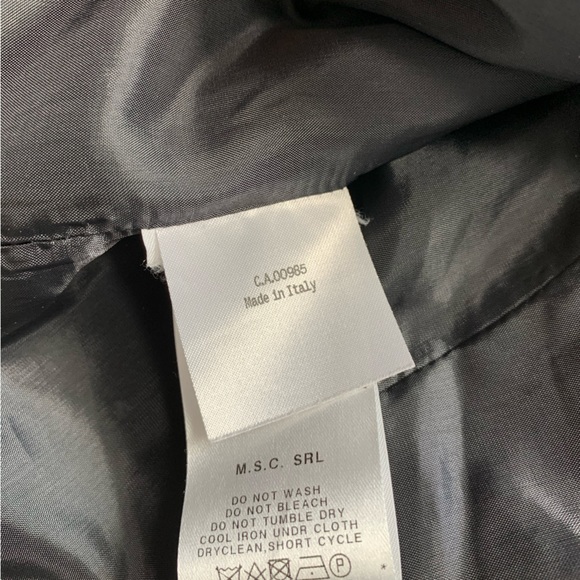 C.A.00985
Made in Italy
M.S.C. SRL
DO NOT WASH
DO NOT BLEACH
DO NOT TUMBLE DRY
COOL IRON UNDR CLOTH
DRYCLEAN,SHORT CYCLE
P
*